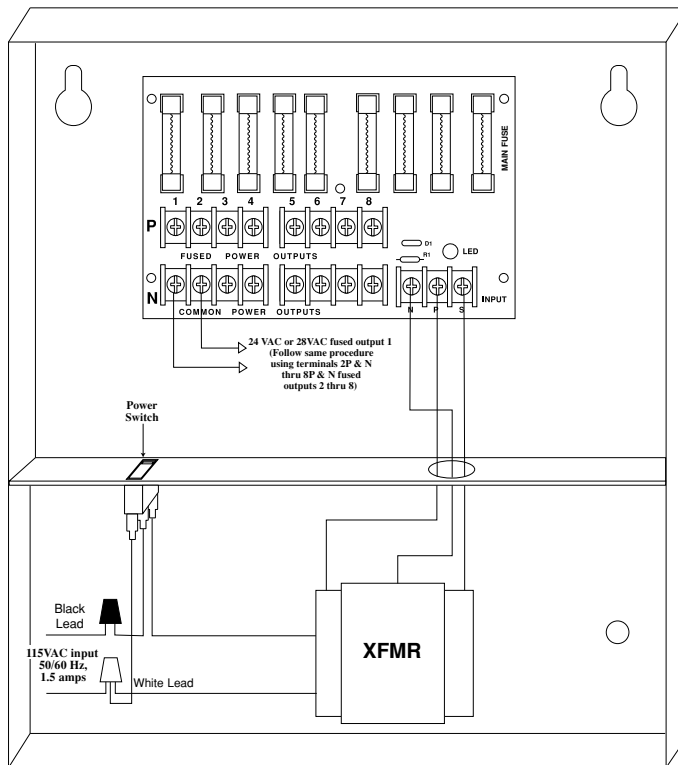 MAIN FUSE
1 2 3 4 5 6 7 8
P
FUSED POWER OUTPUTS
D1
R1
LED
N
COMMON POWER OUTPUTS
N P S
INPUT
24 VAC or 28VAC fused output 1
(Follow same procedure
using terminals 2P & N
thru 8P & N fused
outputs 2 thru 8)
Power
Switch
Black
Lead
115VAC input
50/60 Hz,
1.5 amps
White Lead
XFMR